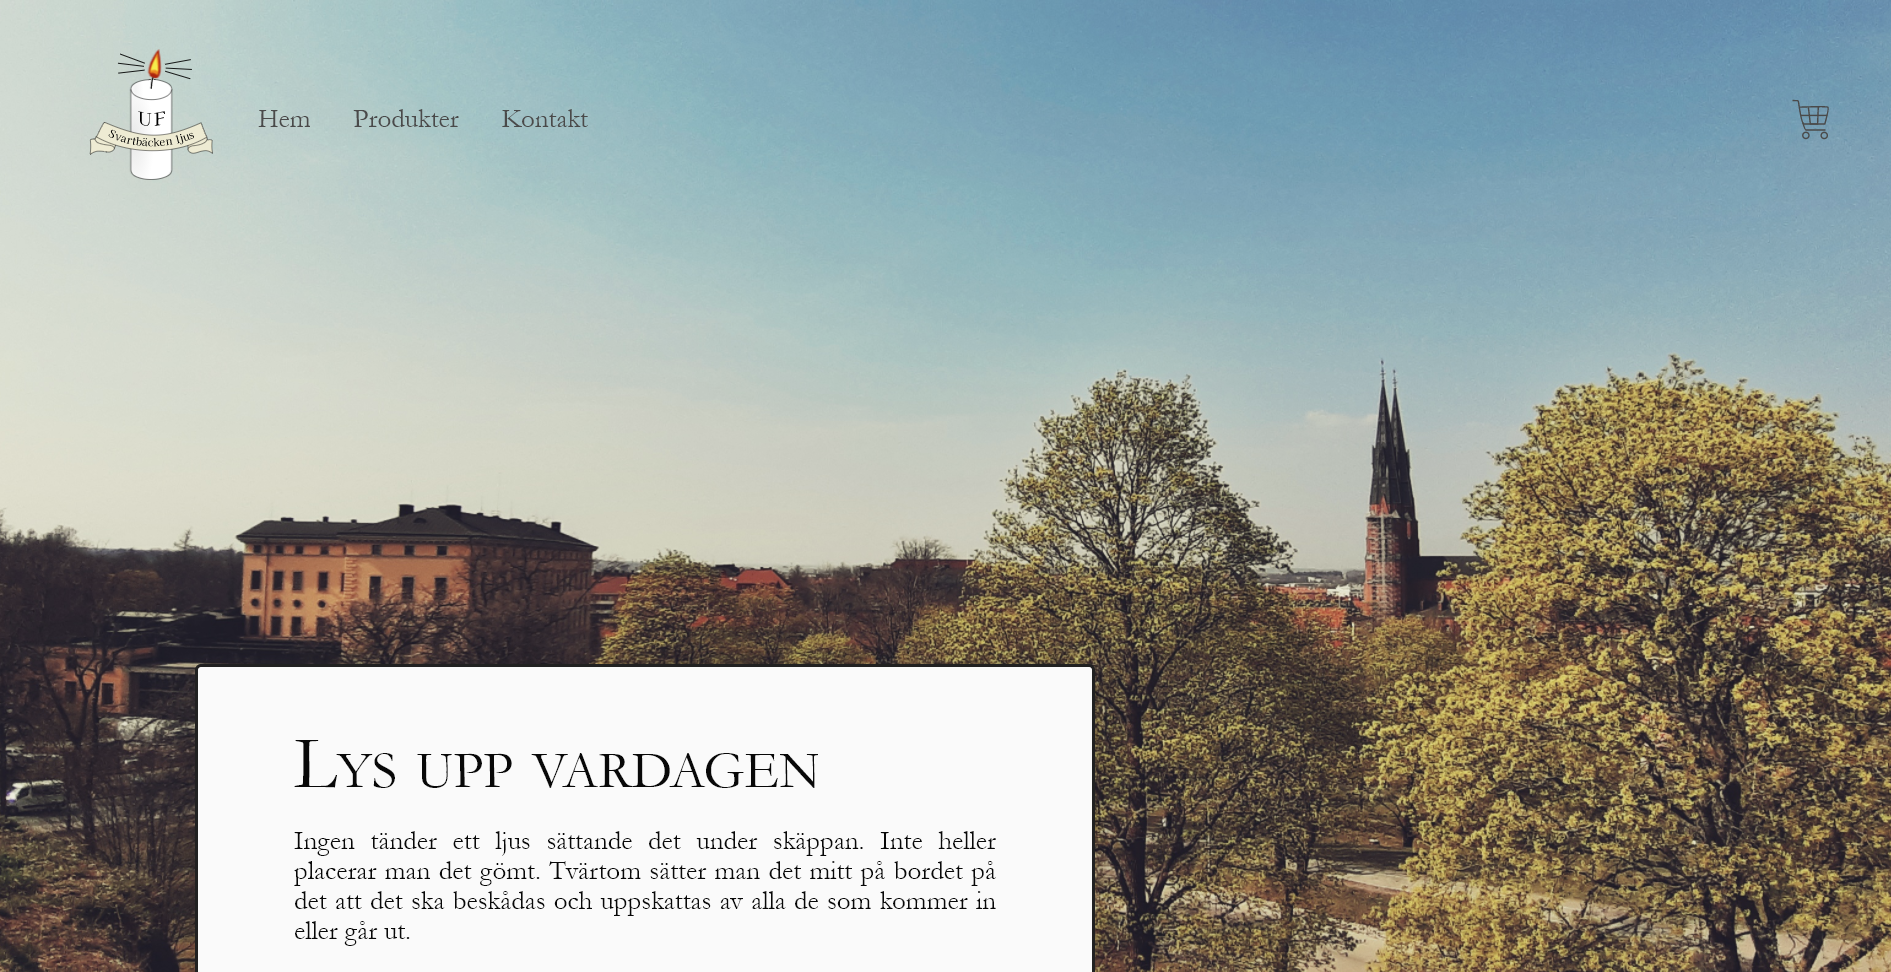 UF
Svartbäcken ljus
Hem Produkter Kontakt
Lys upp vardagen
Ingen tänder ett ljus sättande det under skäppan. Inte heller
placerar man det gömt. Tvärtom sätter man det mitt på bordet på
det att det ska beskådas och uppskattas av alla de som kommer in
eller går ut.